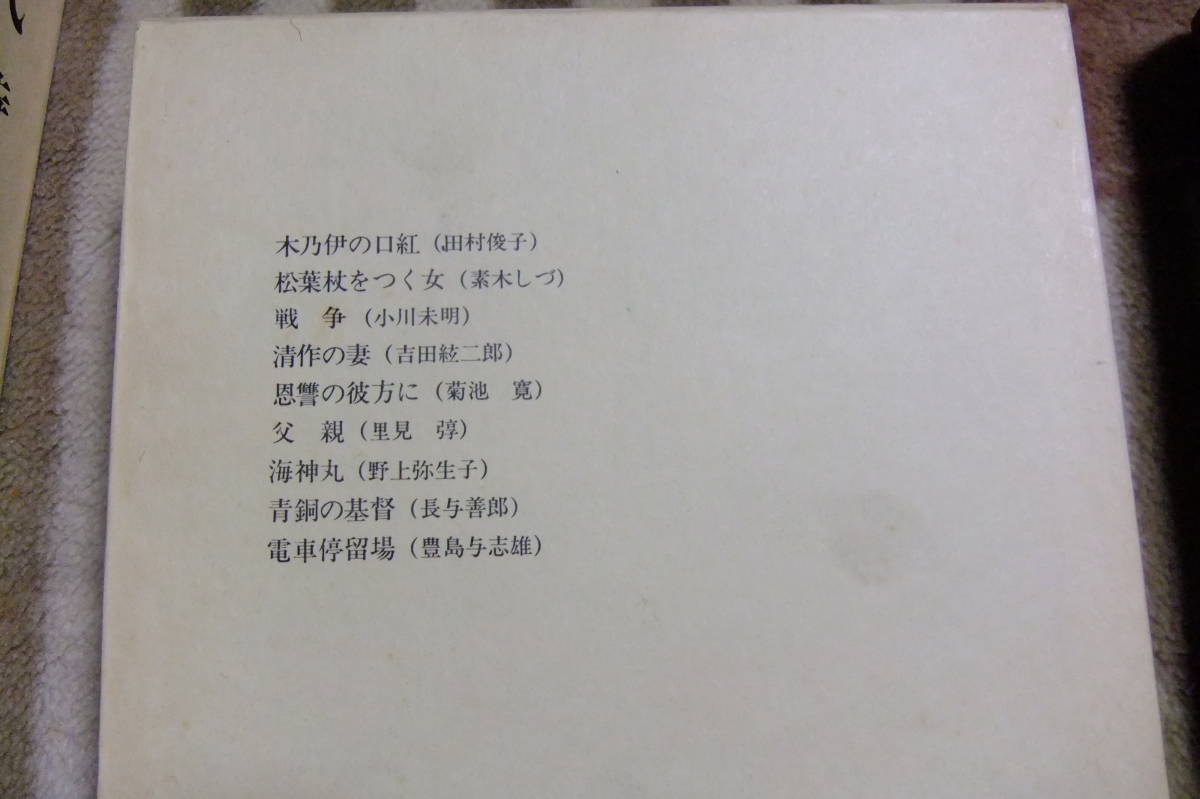 木乃伊の口紅（田村俊子）
松葉杖をつく女（素木しづ）
戦　争（小川未明）
清作の妻（吉田絃二郎）
恩讐の彼方に（菊池　寛）
父　親（里見　弴）
海神丸（野上弥生子）
青銅の基督（長与善郎）
電車停留場（豊島与志雄）